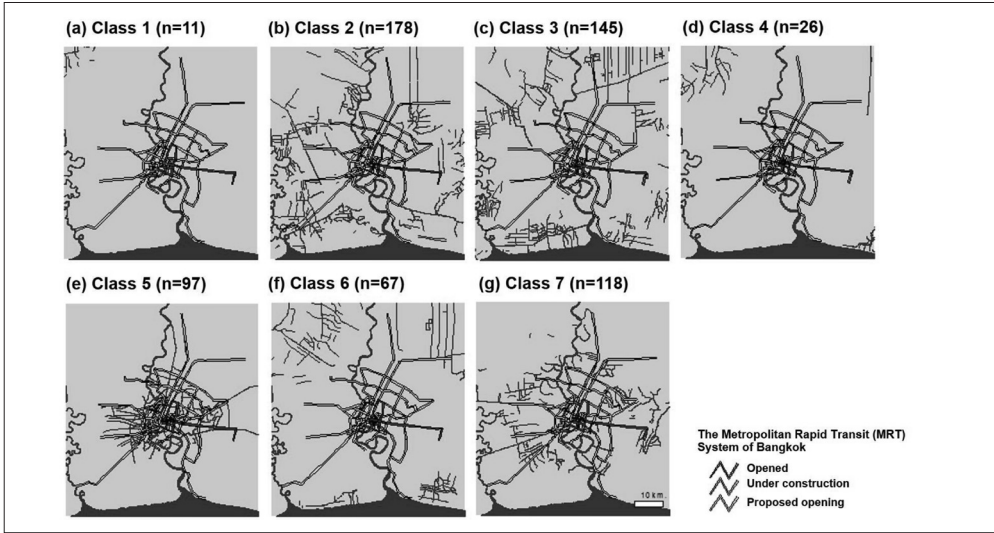 (a) Class 1 (n=11)
(b) Class 2 (n=178)
(c) Class 3 (n=145)
(d) Class 4 (n=26)
(e) Class 5 (n=97)
(f) Class 6 (n=67)
(g) Class 7 (n=118)
10 km.
The Metropolitan Rapid Transit (MRT)
System of Bangkok
Opened
Under construction
Proposed opening